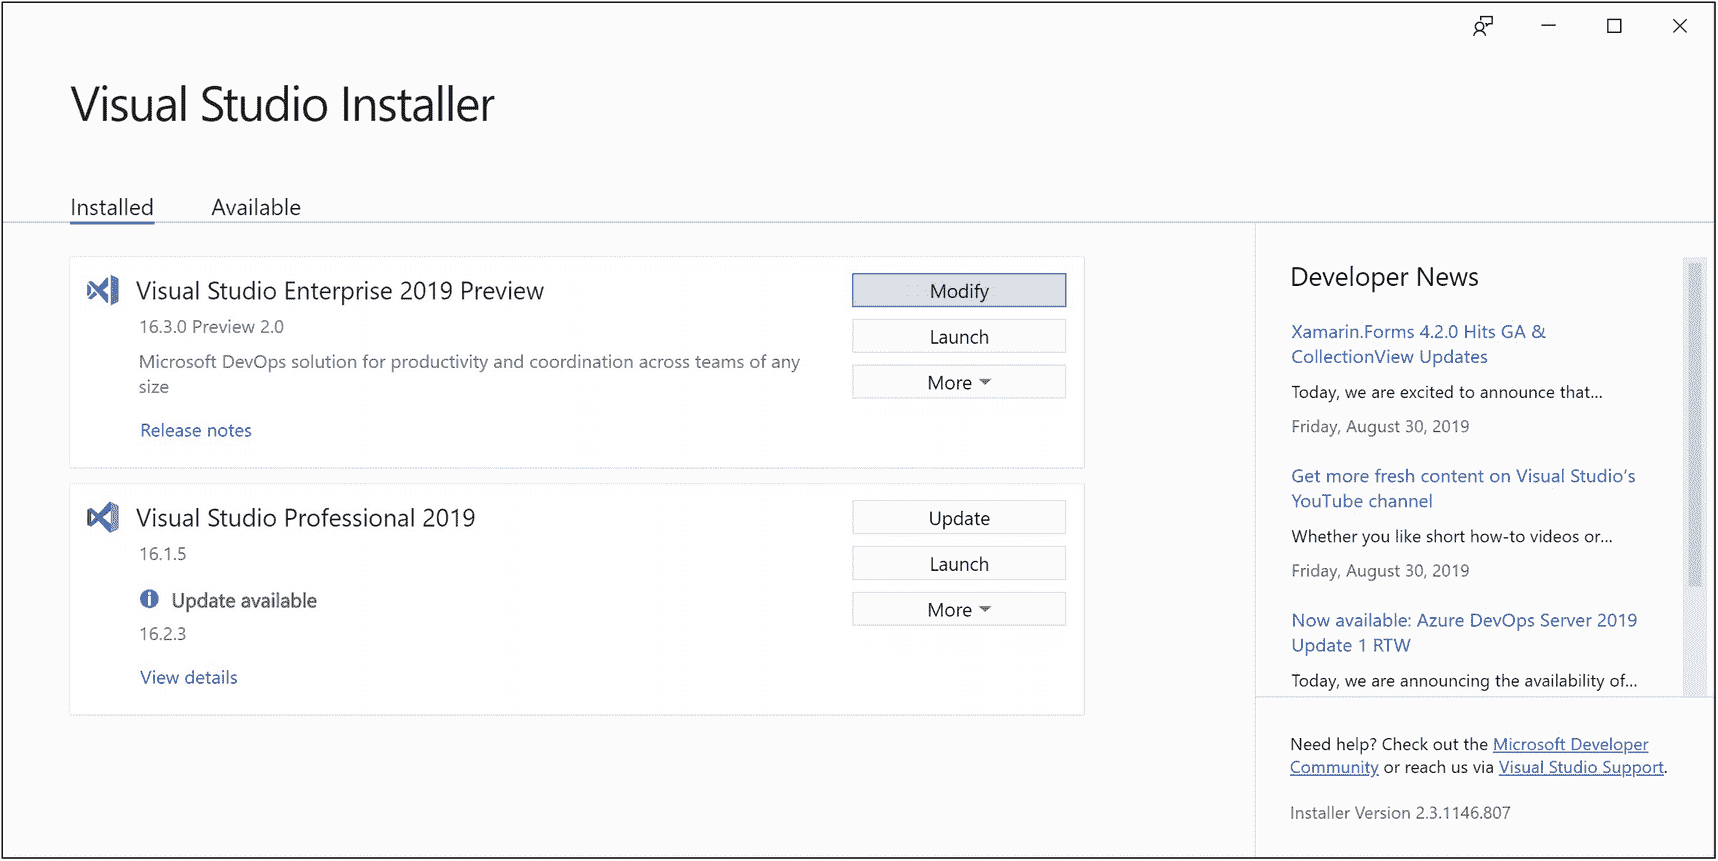 Visual Studio Installer
Installed
Available
Visual Studio Enterprise 2019 Preview
16.3.0 Preview 2.0
Microsoft DevOps solution for productivity and coordination across teams of any
size
Release notes
Modify
Launch
More
Visual Studio Professional 2019
16.1.5
Update available
16.2.3
View details
Update
Launch
More
Developer News
Xamarin.Forms 4.2.0 Hits GA &
CollectionView Updates
Today, we are excited to announce that...
Friday, August 30, 2019
Get more fresh content on Visual Studio's
YouTube channel
Whether you like short how-to videos or...
Friday, August 30, 2019
Now available: Azure DevOps Server 2019
Update 1 RTW
Today, we are announcing the availability of...
Need help? Check out the Microsoft Developer
Community or reach us via Visual Studio Support.
Installer Version 2.3.1146.807